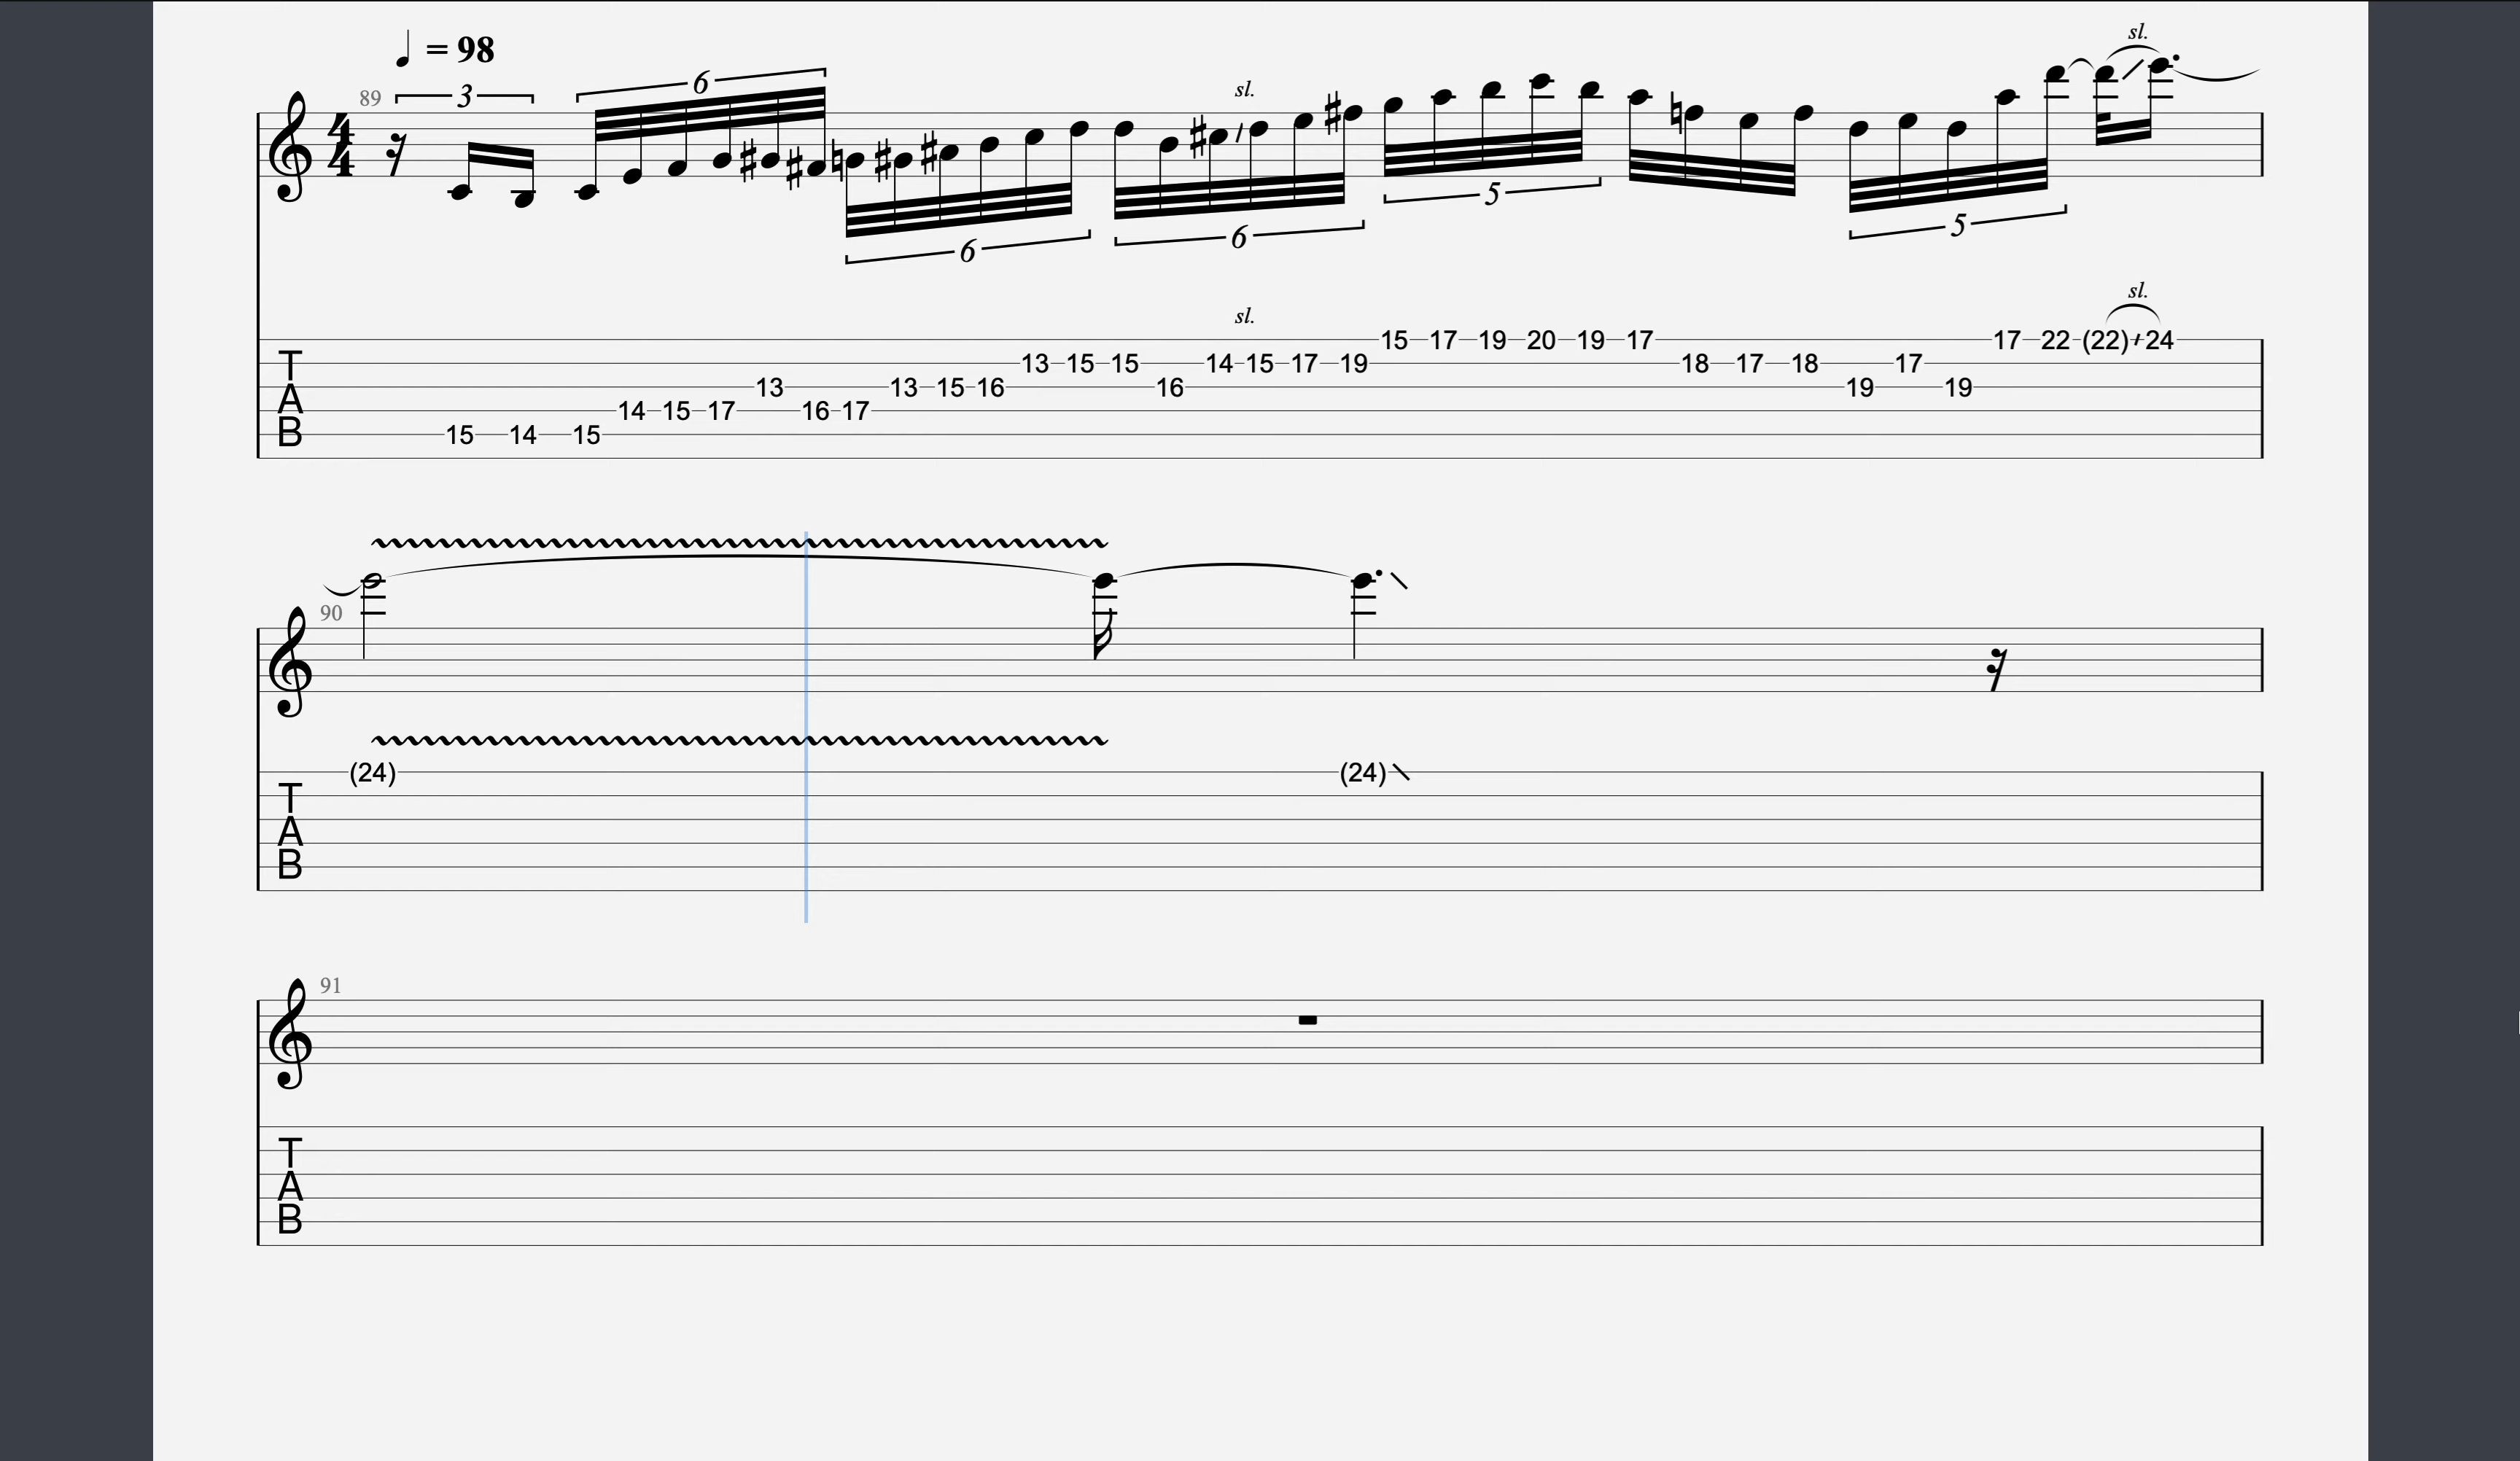 ♩ = 98
89 3 6 6 sl. 6 5 5 sl.
4
4
sl. sl.
15 17 19 20 19 17 17 22 (22) 24
T 13 15 15 14 15 17 19 18 17 18 17
13 13 15 16 16 19 19
A 14 15 17 16 17
B 15 14 15
90
(24) (24)
T
A
B
91
T
A
B